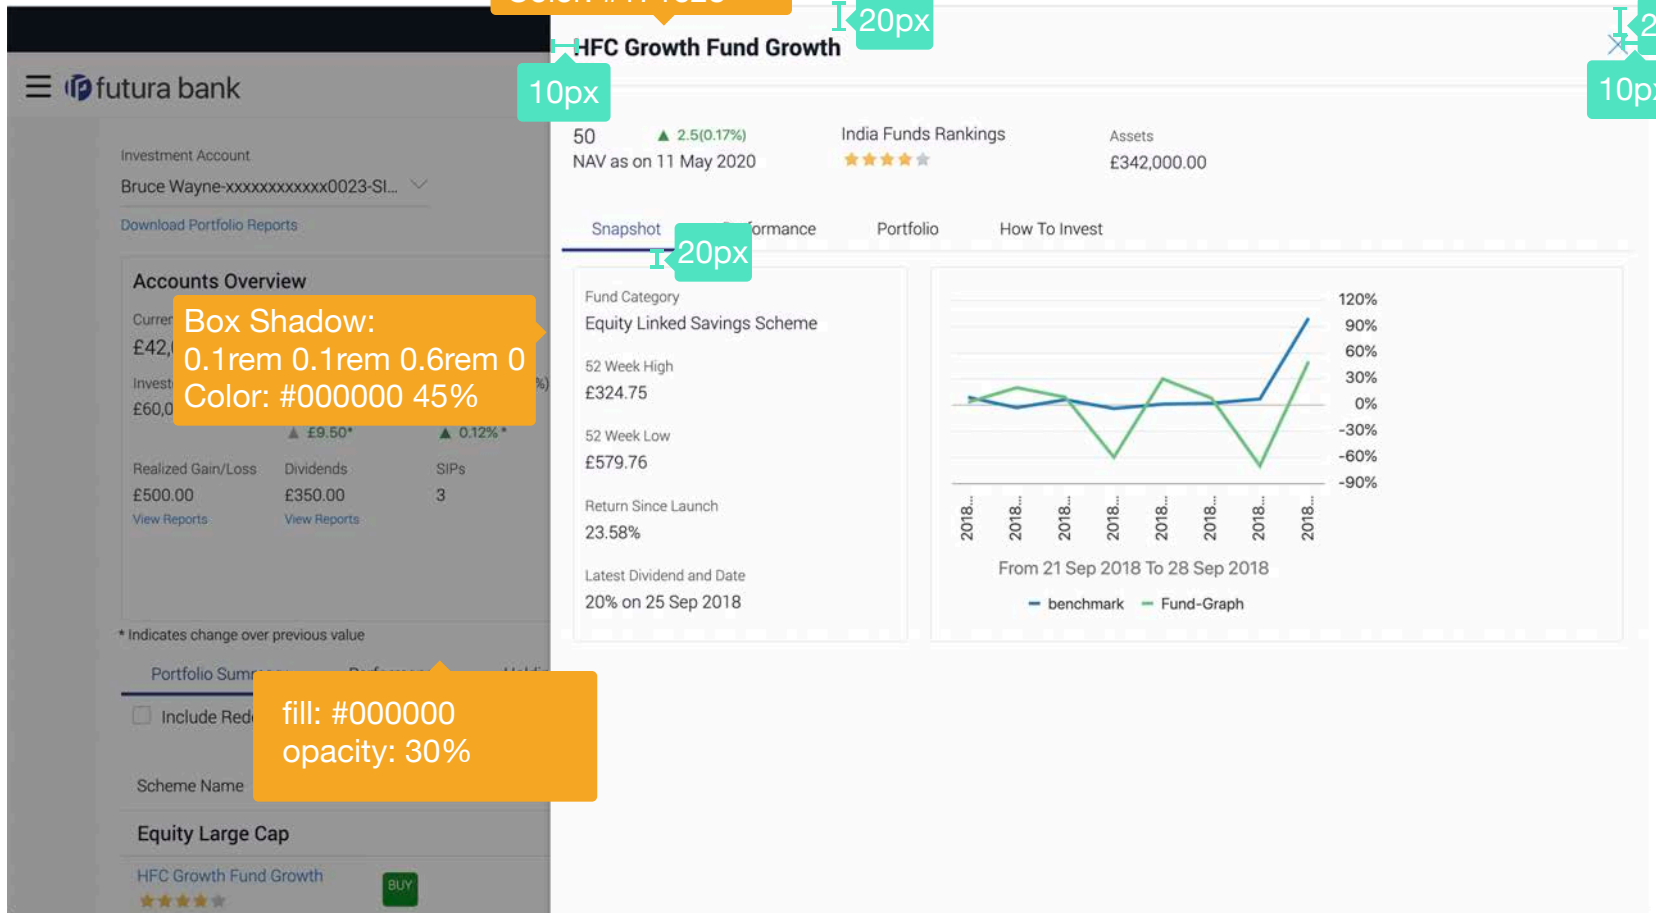 20px
HFC Growth Fund Growth
10px
10px
futura bank
50
2.5(0.17%)
India Funds Rankings
Assets
NAV as on 11 May 2020
£342,000.00
Investment Account
Bruce Wayne-xxxxxxxxxxxxx0023-SI...
Download Portfolio Reports
Snapshot
Portfolio
How To Invest
20px
Accounts Overview
Box Shadow:
0.1rem 0.1rem 0.6rem 0
Color: #000000 45%
£9.50*
0.12% *
Realized Gain/Loss
Dividends
SIPs
£500.00
£350.00
3
View Reports
View Reports
* Indicates change over previous value
Portfolio
fill: #000000
opacity: 30%
Include
Scheme Name
Equity Large Cap
HFC Growth Fund Growth
BUY
Fund Category
Equity Linked Savings Scheme
52 Week High
£324.75
52 Week Low
£579.76
Return Since Launch
23.58%
Latest Dividend and Date
20% on 25 Sep 2018
120%
90%
60%
30%
0%
-30%
-60%
-90%
2018...
2018...
2018...
2018...
2018...
2018...
2018...
2018...
From 21 Sep 2018 To 28 Sep 2018
benchmark
Fund-Graph